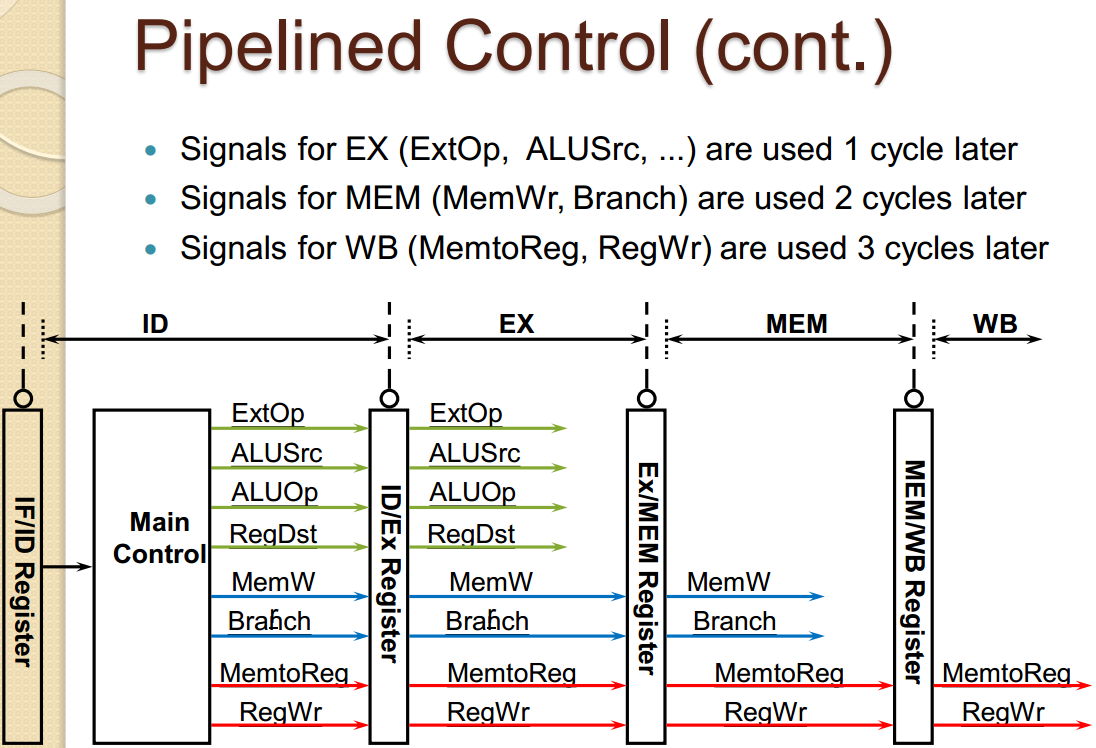 Pipelined Control (cont.)
• Signals for EX (ExtOp, ALUSrc, ...) are used 1 cycle later
• Signals for MEM (MemWr, Branch) are used 2 cycles later
• Signals for WB (MemtoReg, RegWr) are used 3 cycles later
ID EX MEM WB
IF/ID Register
Main
Control
ExtOp
ALUSrc
ALUOp
RegDst
MemW
r
Branch
MemtoReg
RegWr
ID/Ex Register
ExtOp
ALUSrc
ALUOp
RegDst
MemW
r
Branch
MemtoReg
RegWr
Ex/MEM Register
MemW
Branch
MemtoReg
RegWr
MEM/WB Register
MemtoReg
RegWr